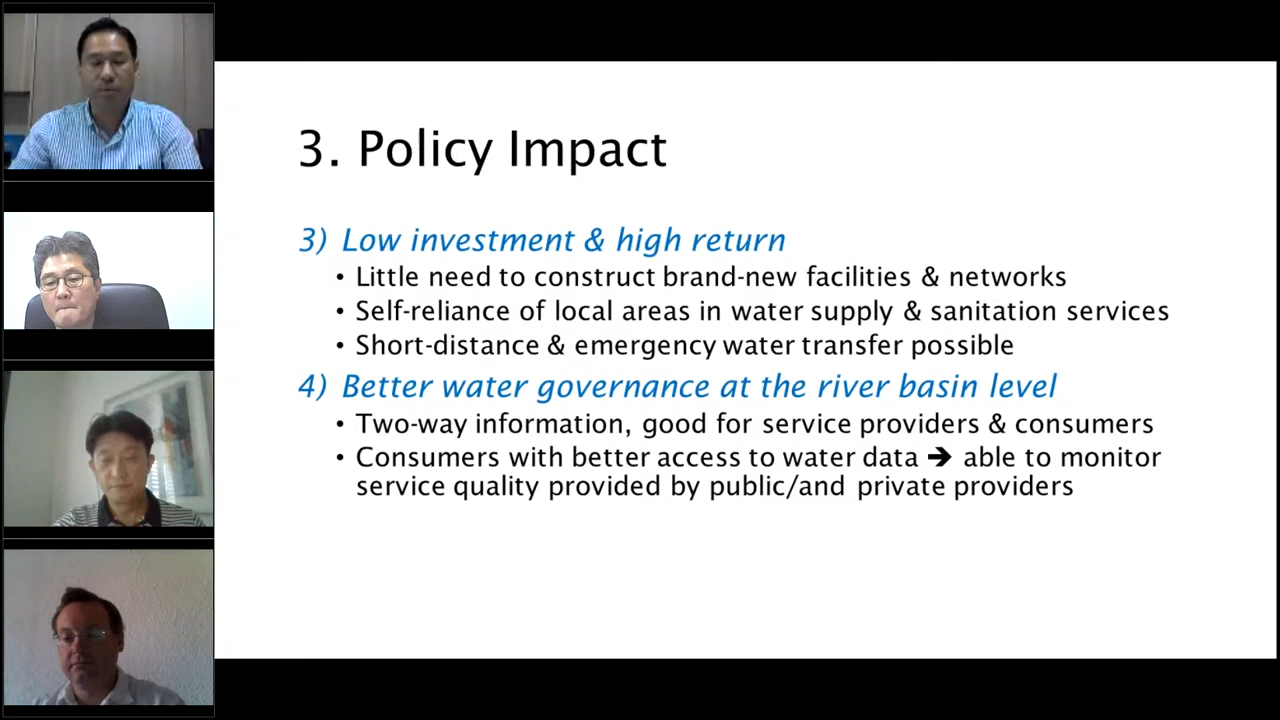 3. Policy Impact
3) Low investment & high return
• Little need to construct brand-new facilities & networks
• Self-reliance of local areas in water supply & sanitation services
• Short-distance & emergency water transfer possible
4) Better water governance at the river basin level
• Two-way information, good for service providers & consumers
• Consumers with better access to water data ➔ able to monitor
service quality provided by public/and private providers